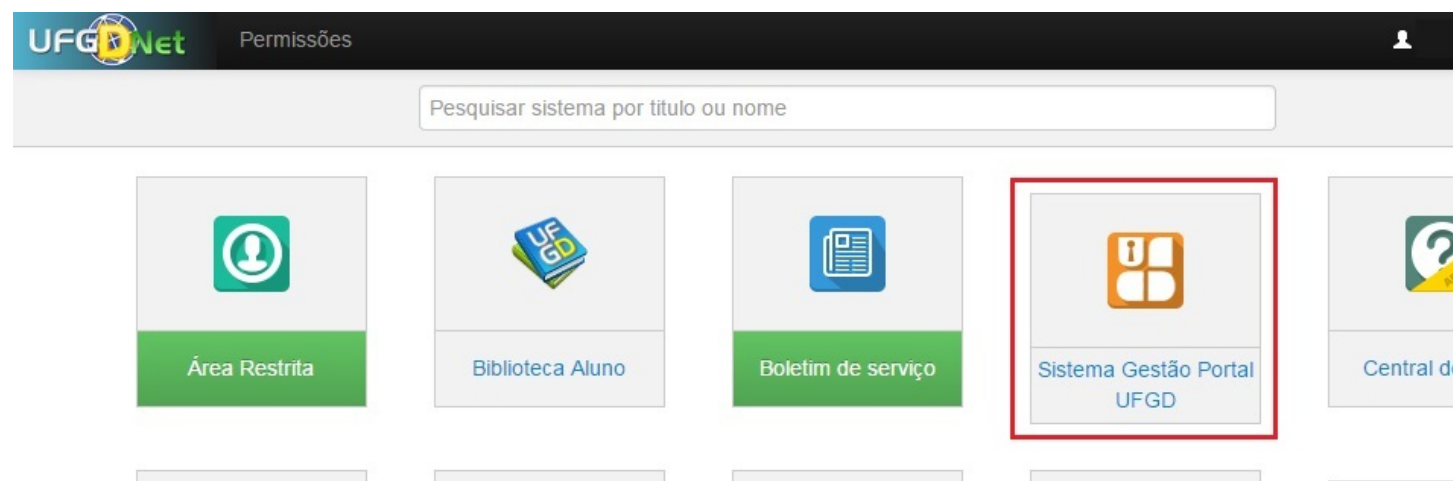 UFGDNet Permissões
Pesquisar sistema por titulo ou nome
UFGD
Área Restrita
Biblioteca Aluno
Boletim de serviço
Sistema Gestão Portal
UFGD
Central d